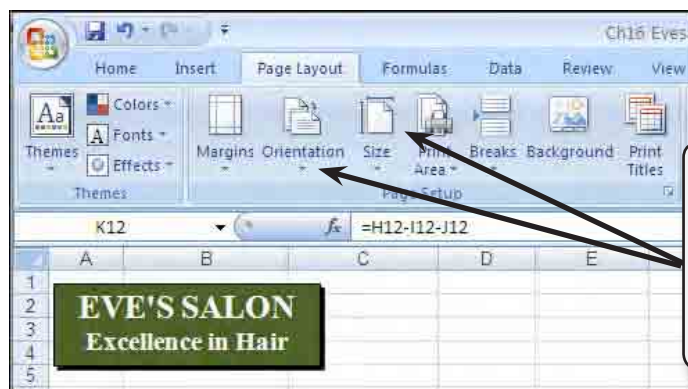 Ch16 Eves
Home Insert Page Layout Formulas Data Review View
Aa Colors
A Fonts
Themes Effects Margins Orientation Size Print Area Breaks Background Print Titles
Themes Page Setup
K12 fx =H12-I12-J12
A B C D E
1
2 EVE'S SALON
3 Excellence in Hair
4
5